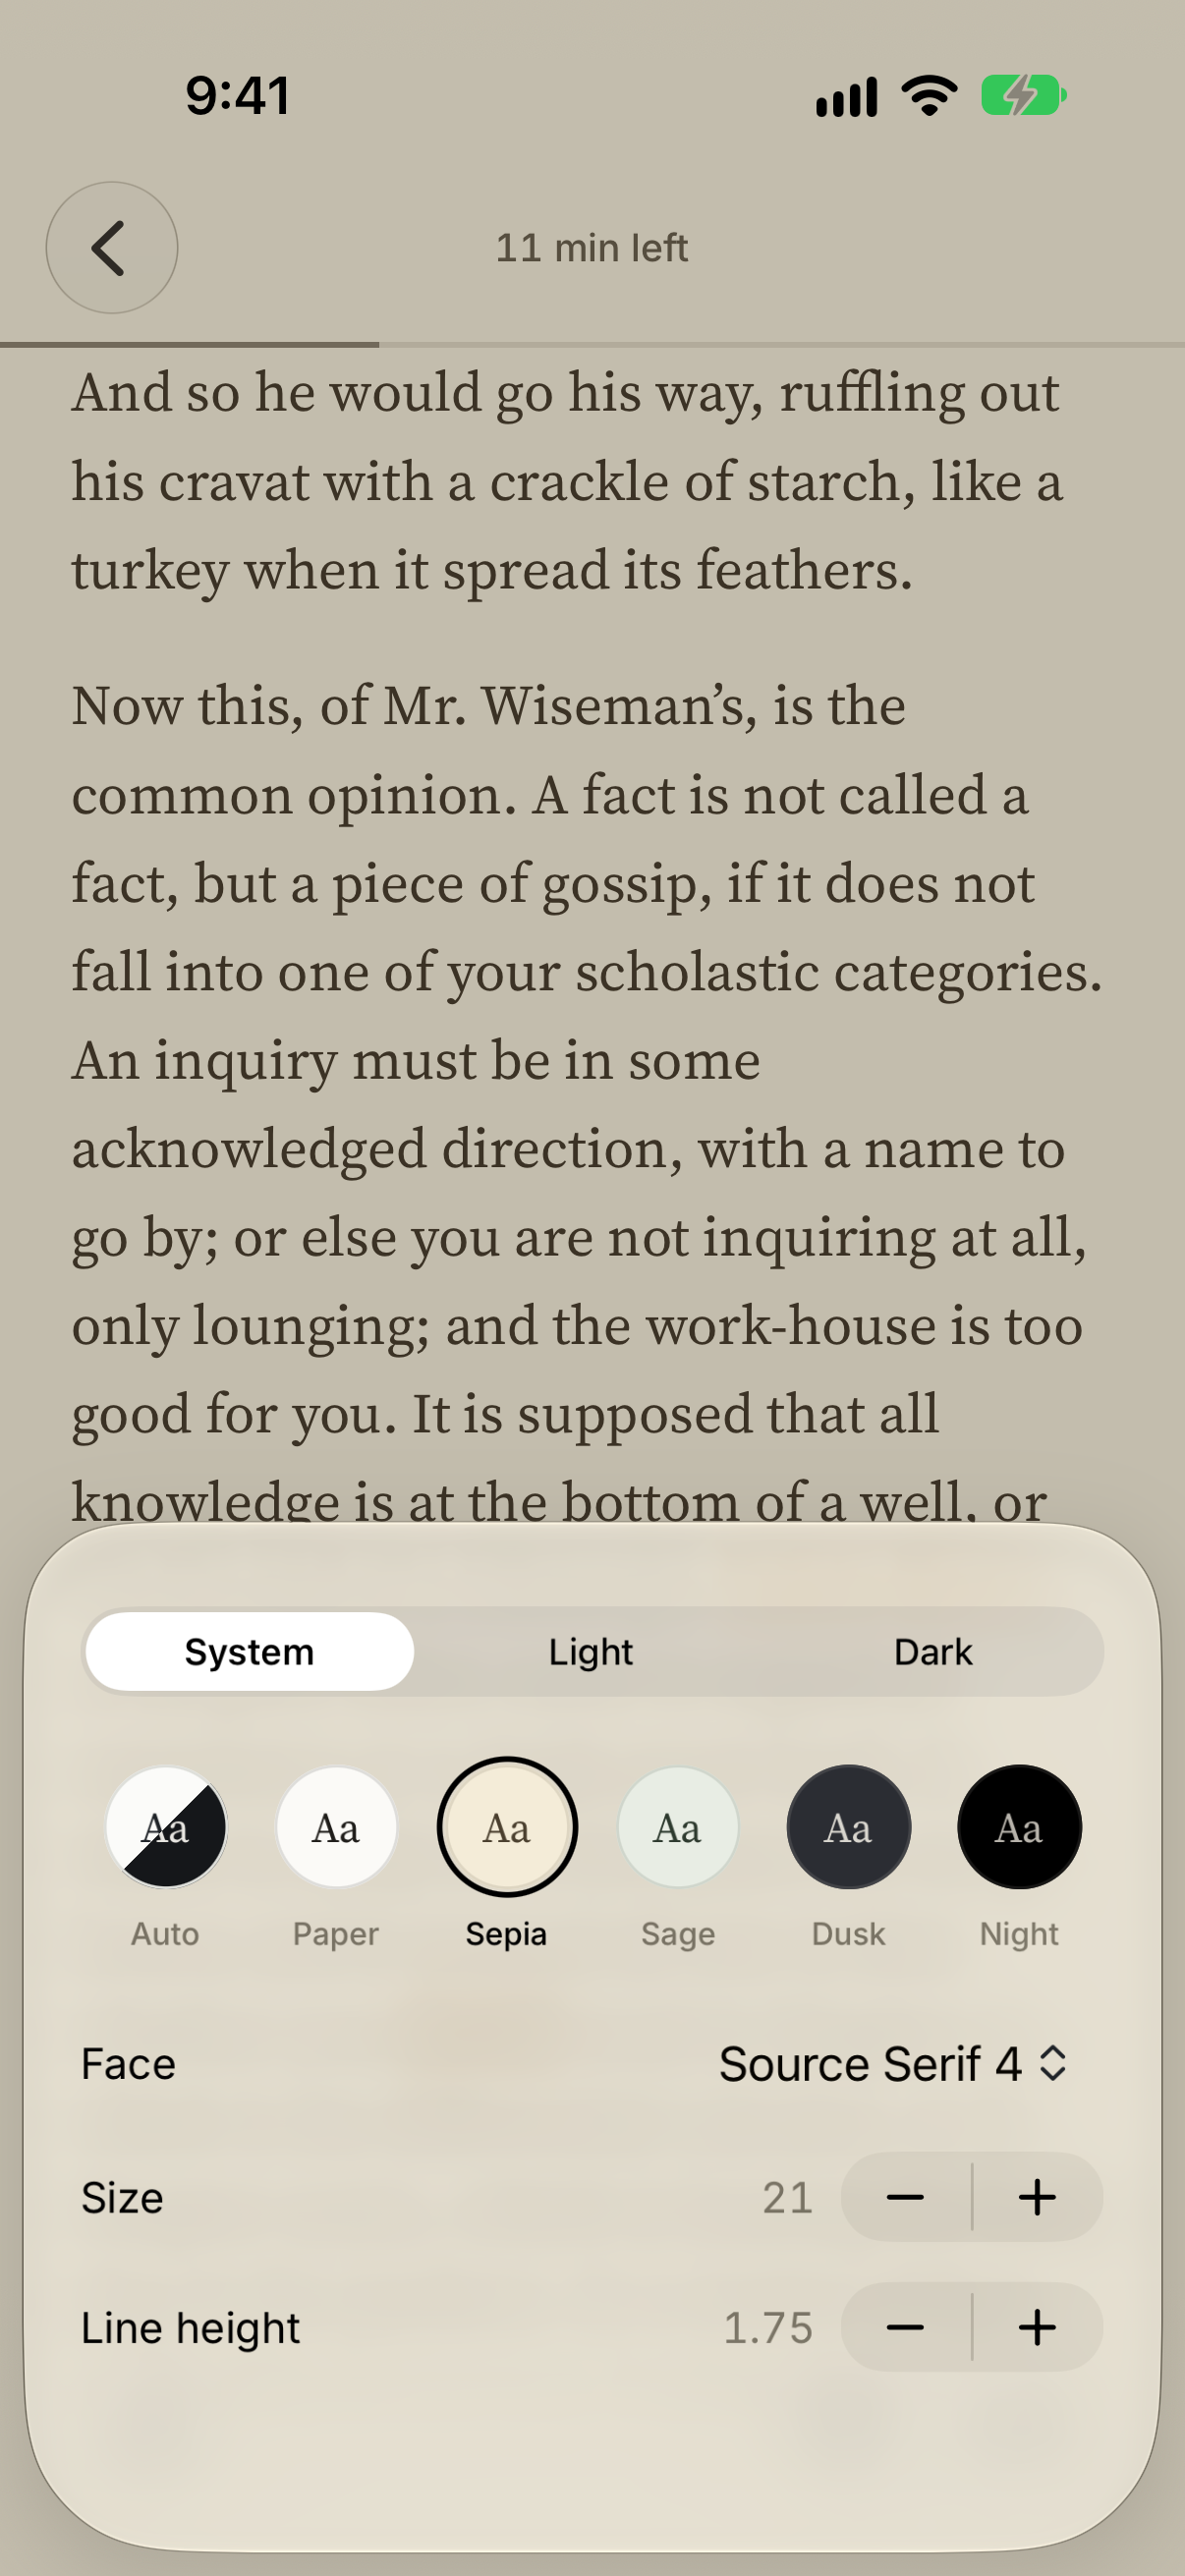 9:41
11 min left
And so he would go his way, ruffling out
his cravat with a crackle of starch, like a
turkey when it spread its feathers.
Now this, of Mr. Wiseman’s, is the
common opinion. A fact is not called a
fact, but a piece of gossip, if it does not
fall into one of your scholastic categories.
An inquiry must be in some
acknowledged direction, with a name to
go by; or else you are not inquiring at all,
only lounging; and the work-house is too
good for you. It is supposed that all
knowledge is at the bottom of a well, or
System Light Dark
Aa Aa Aa Aa Aa Aa
Auto Paper Sepia Sage Dusk Night
Face Source Serif 4
Size 21
Line height 1.75